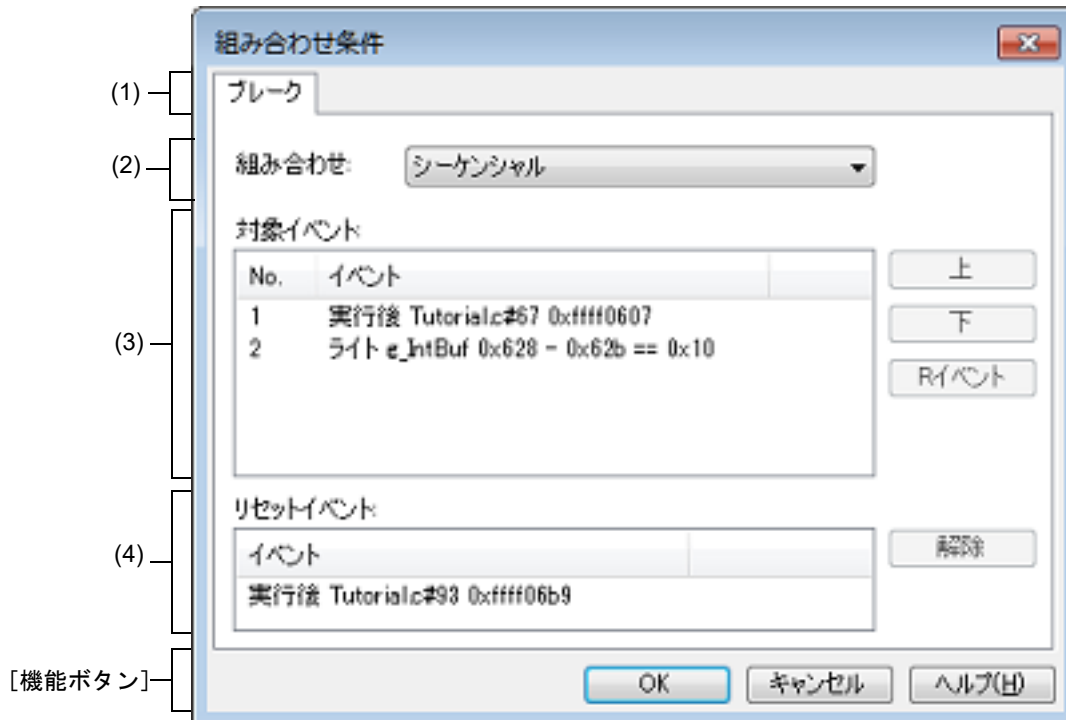 組み合わせ条件
(1)
ブレーク
(2)
組み合わせ: シーケンシャル
対象イベント:
No. イベント
上
1 実行後 Tutorial.c#67 0xffff0607
下
(3)
2 ライト g_IntBuf 0x628 - 0x62b == 0x10
Rイベント
リセットイベント:
(4)
イベント
解除
実行後 Tutorial.c#93 0xffff06b9
[機能ボタン]
OK キャンセル ヘルプ(H)